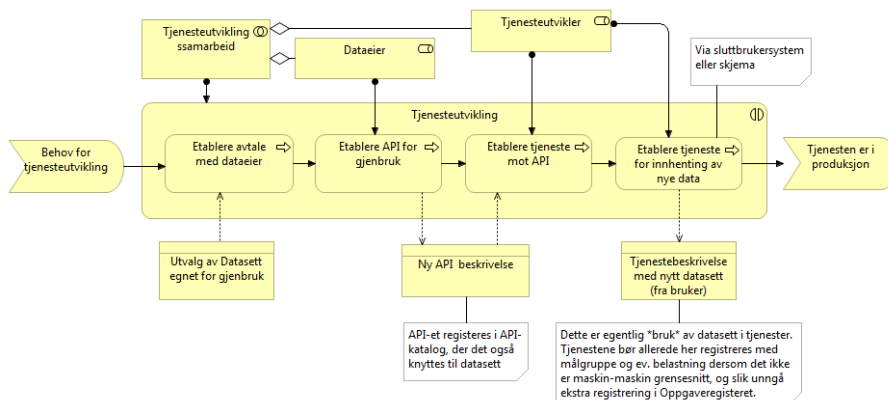 Tjenesteutvikling
ssamarbeid
Dataeier
Tjenesteutvikler
Via sluttbrukersystem
eller skjema
Tjenesteutvikling
Behov for
tjenesteutvikling
Etablere avtale
med dataeier
Etablere API for
gjenbruk
Etablere tjeneste
mot API
Etablere tjeneste
for innhenting av
nye data
Tjenesten er i
produksjon
Utvalg av Datasett
egnet for gjenbruk
Ny API beskrivelse
Tjenestebeskrivelse
med nytt datasett
(fra bruker)
API-et registeres i API-
katalog, der det også
knyttes til datasett
Dette er egentlig *bruk* av datasett i tjenester.
Tjenestene bør allerede her registreres med
målgruppe og ev. belastning dersom det ikke
er maskin-maskin grensesnitt, og slik unngå
ekstra registrering i Oppgaveregisteret.